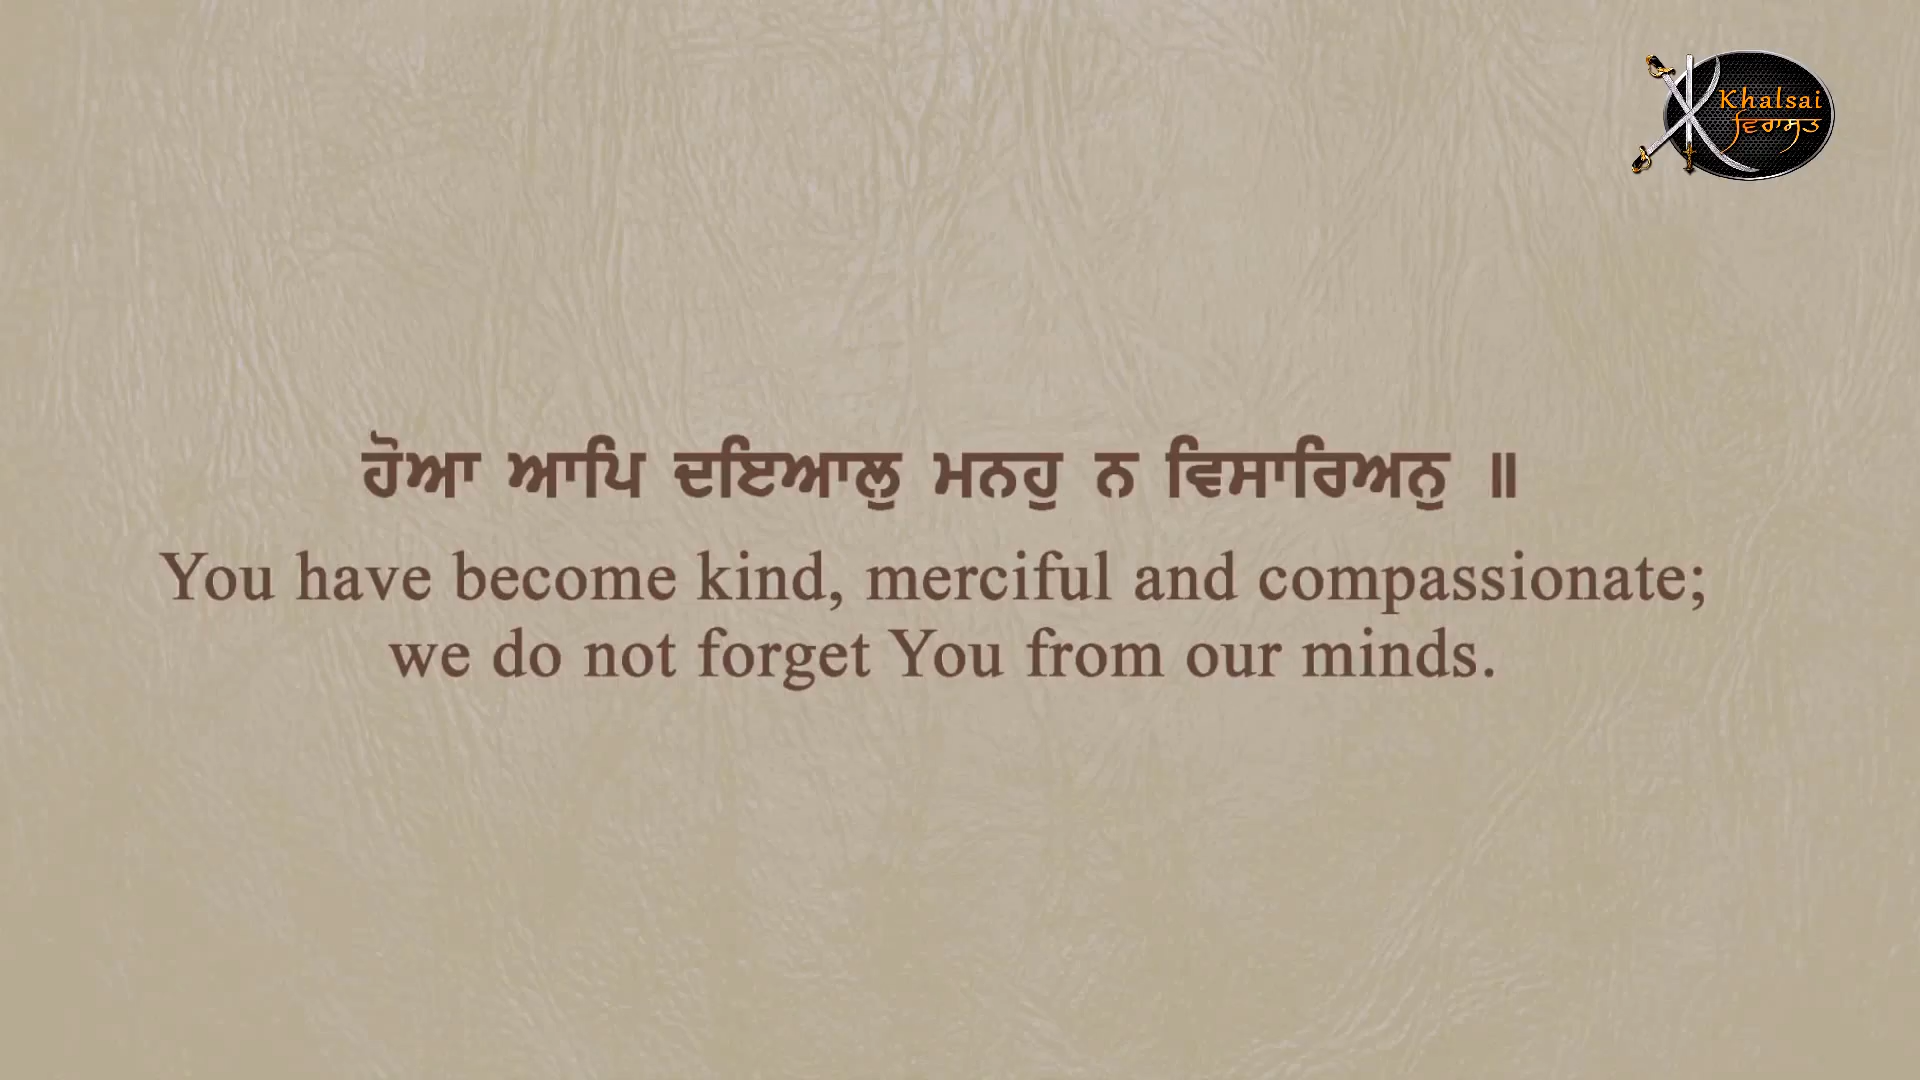 Khalsai
ਵਿਰਾਸਤ
ਹੋਆ ਆਪਿ ਦਇਆਲੁ ਮਨਹੁ ਨ ਵਿਸਾਰਿਅਨੁ ॥
You have become kind, merciful and compassionate;
we do not forget You from our minds.